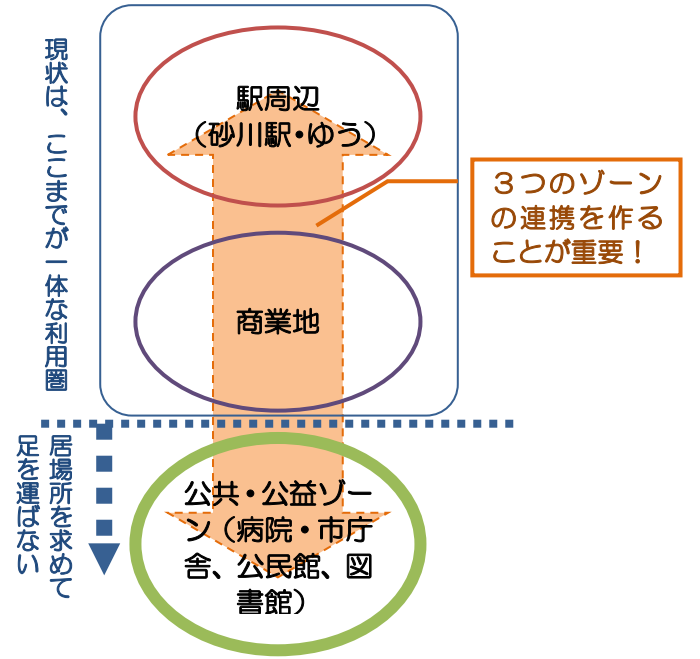 現状は、ここまでが一体な利用圏
駅周辺
（砂川駅・ゆう）
３つのゾーン
の連携を作る
ことが重要！
商業地
居場所を求めて
足を運ばない
公共・公益ゾー
ン（病院・市庁
舎、公民館、図
書館）